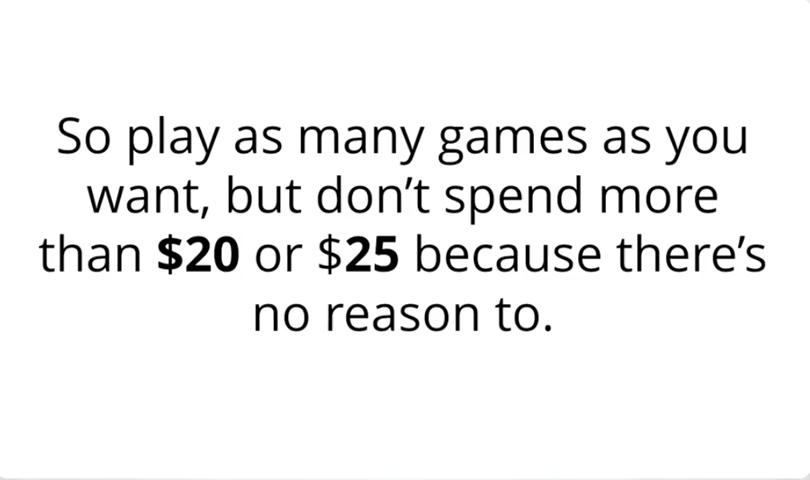 So play as many games as you
want, but don’t spend more
than $20 or $25 because there’s
no reason to.